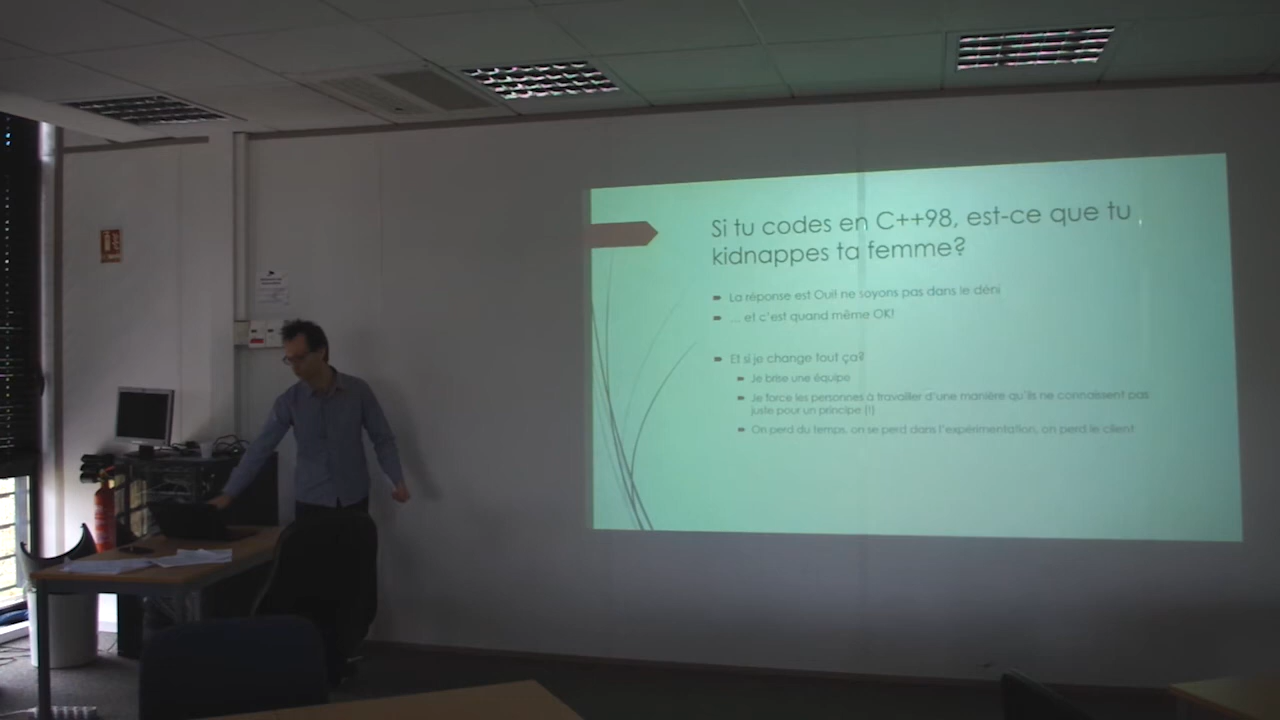 Si tu codes en C++98, est-ce que tu
kidnappes ta femme?
La réponse est Oui! ne soyons pas dans le déni
... et c'est quand même OK!
Et si je change tout ça?
Je brise une équipe
Je force les personnes à travailler d'une manière qu'ils ne connaissent pas
juste pour un principe (!)
On perd du temps, on se perd dans l'expérimentation, on perd le client